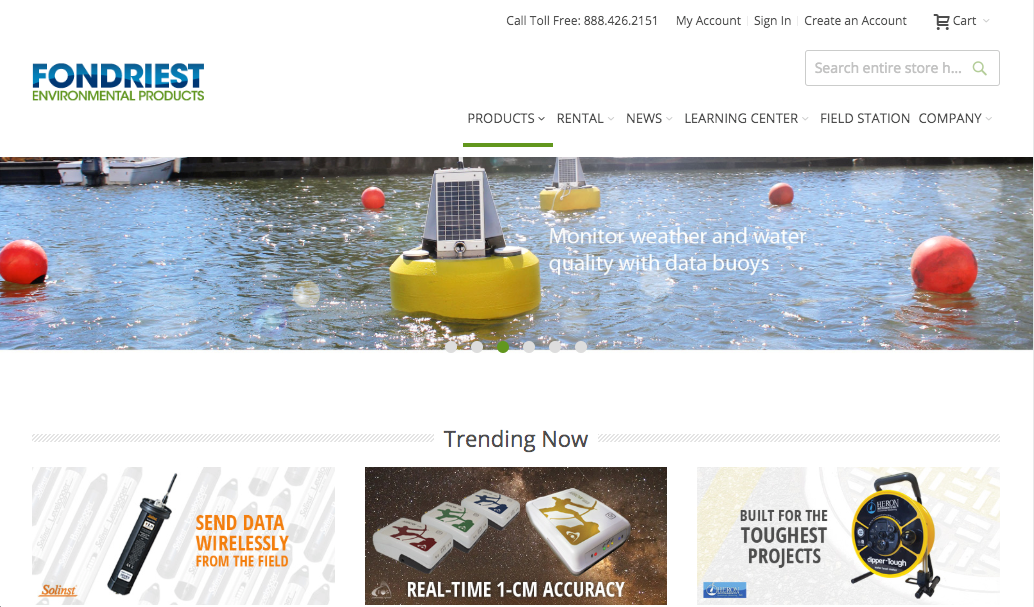 Call Toll Free: 888.426.2151 My Account Sign In Create an Account Cart
FONDRIEST
ENVIRONMENTAL PRODUCTS
Search entire store h...
PRODUCTS RENTAL NEWS LEARNING CENTER FIELD STATION COMPANY
Monitor weather and water
quality with data buoys
Trending Now
SEND DATA
WIRELESSLY
FROM THE FIELD
Solinst
REAL-TIME 1-CM ACCURACY
BUILT FOR THE
TOUGHEST
PROJECTS
HERON
dipper-Tough
HERON